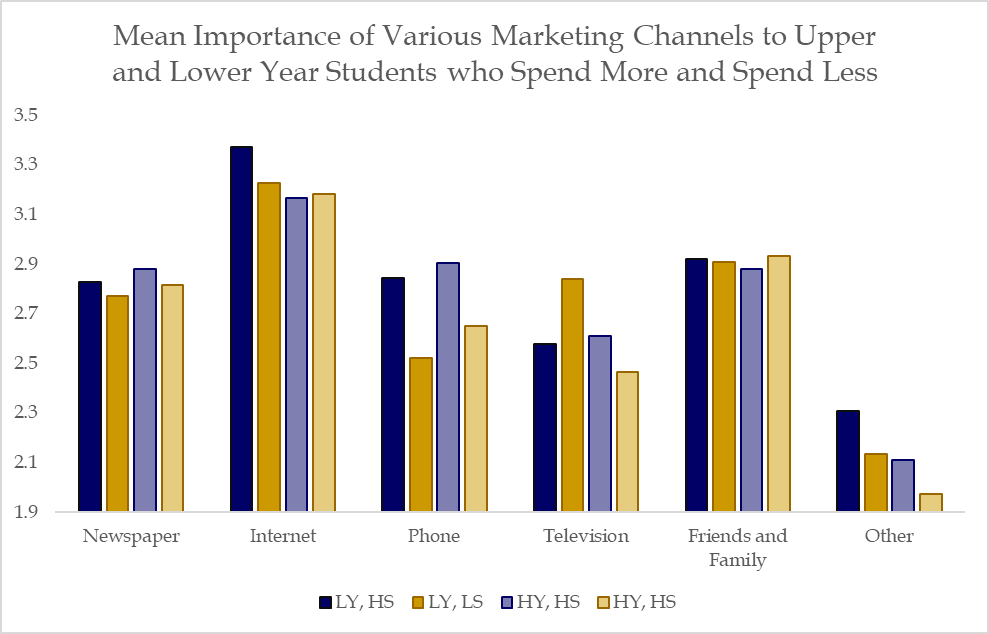 Mean Importance of Various Marketing Channels to Upper
and Lower Year Students who Spend More and Spend Less
3.5
3.3
3.1
2.9
2.7
2.5
2.3
2.1
1.9
Newspaper
Internet
Phone
Television
Friends and
Family
Other
LY, HS
LY, LS
HY, HS
HY, HS